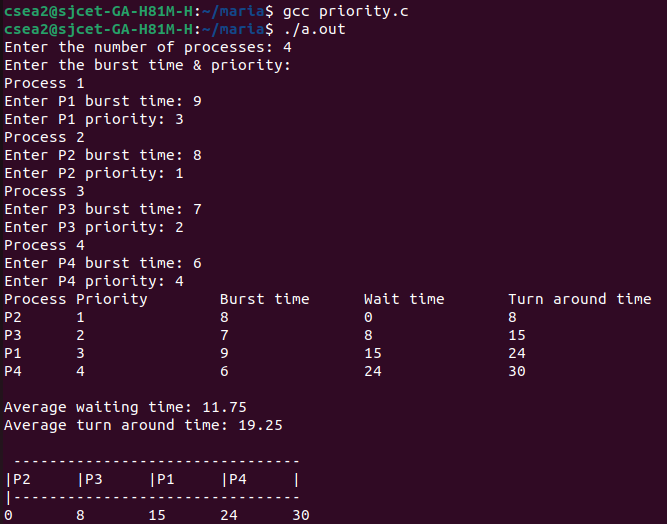 csea2@sjcet-GA-H81M-H:~/maria$ gcc priority.c
csea2@sjcet-GA-H81M-H:~/maria$ ./a.out
Enter the number of processes: 4
Enter the burst time & priority:
Process 1
Enter P1 burst time: 9
Enter P1 priority: 3
Process 2
Enter P2 burst time: 8
Enter P2 priority: 1
Process 3
Enter P3 burst time: 7
Enter P3 priority: 2
Process 4
Enter P4 burst time: 6
Enter P4 priority: 4
Process Priority        Burst time      Wait time       Turn around time
P2      1               8               0               8
P3      2               7               8               15
P1      3               9               15              24
P4      4               6               24              30

Average waiting time: 11.75
Average turn around time: 19.25

 --------------------------------
|P2     |P3     |P1     |P4     |
|--------------------------------
0       8       15      24      30